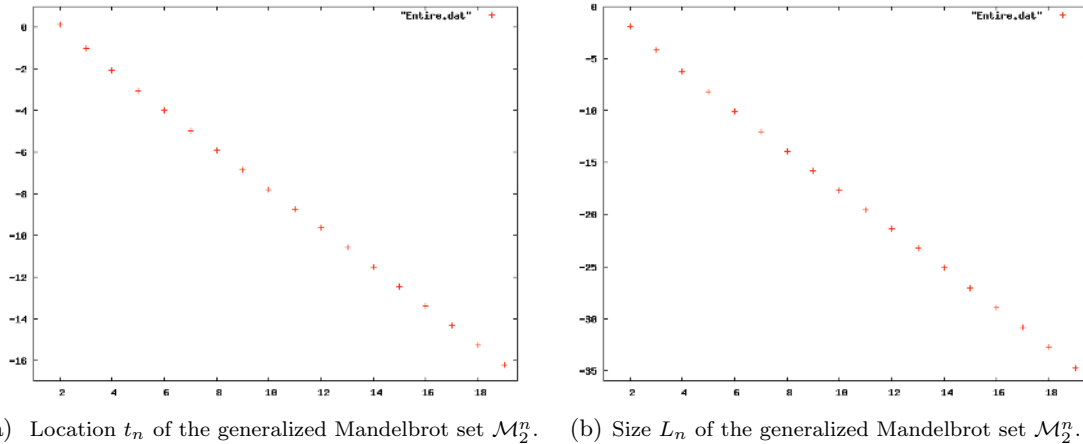 "Entire.dat"
0
-2
-4
-6
-8
-10
-12
-14
-16
2 4 6 8 10 12 14 16 18
"Entire.dat"
0
-5
-10
-15
-20
-25
-30
-35
2 4 6 8 10 12 14 16 18
) Location tₙ of the generalized Mandelbrot set ℳ₂ⁿ.
(b) Size Lₙ of the generalized Mandelbrot set ℳ₂ⁿ.